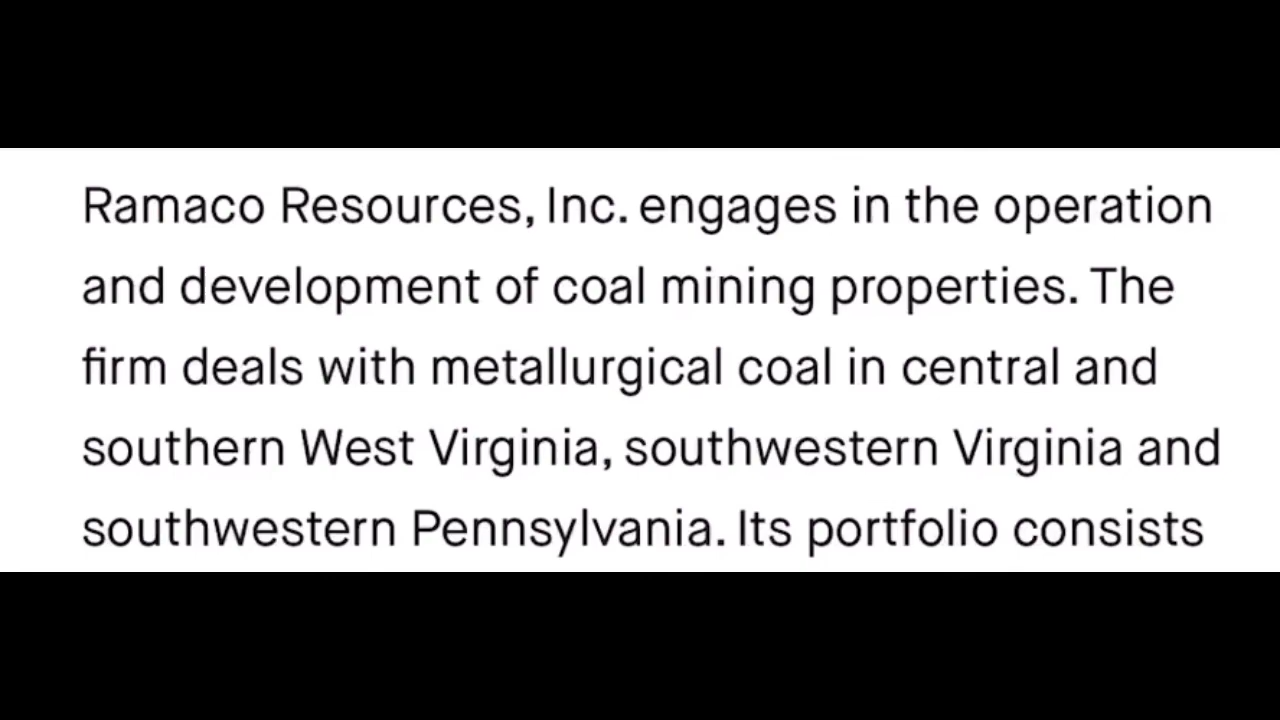 Ramaco Resources, Inc. engages in the operation
and development of coal mining properties. The
firm deals with metallurgical coal in central and
southern West Virginia, southwestern Virginia and
southwestern Pennsylvania. Its portfolio consists